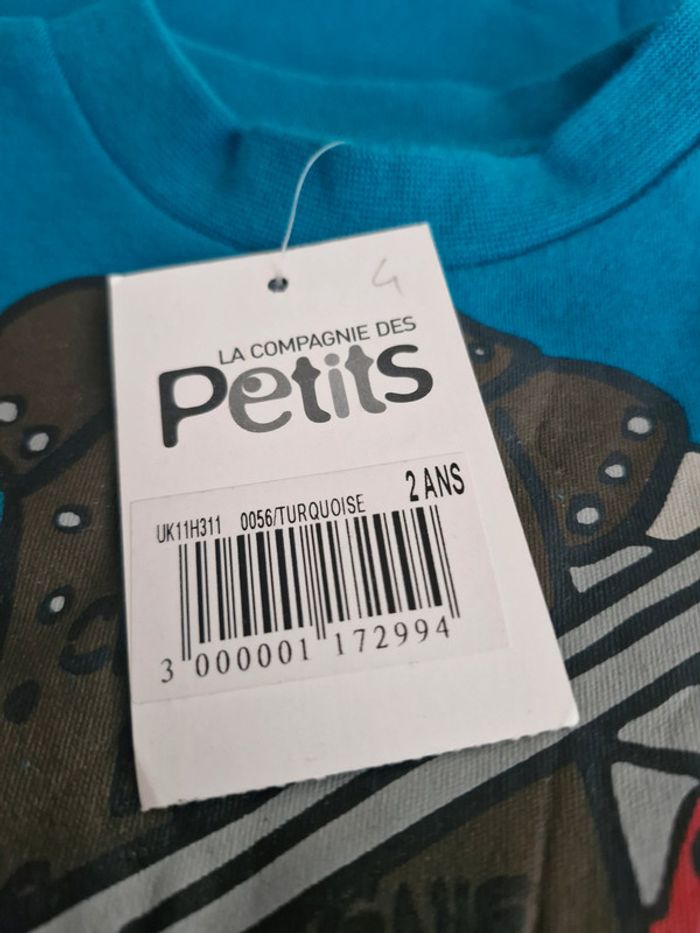 4
LA COMPAGNIE DES
Petits
2 ANS
UK11H311 0056/TURQUOISE
3 000001 172994